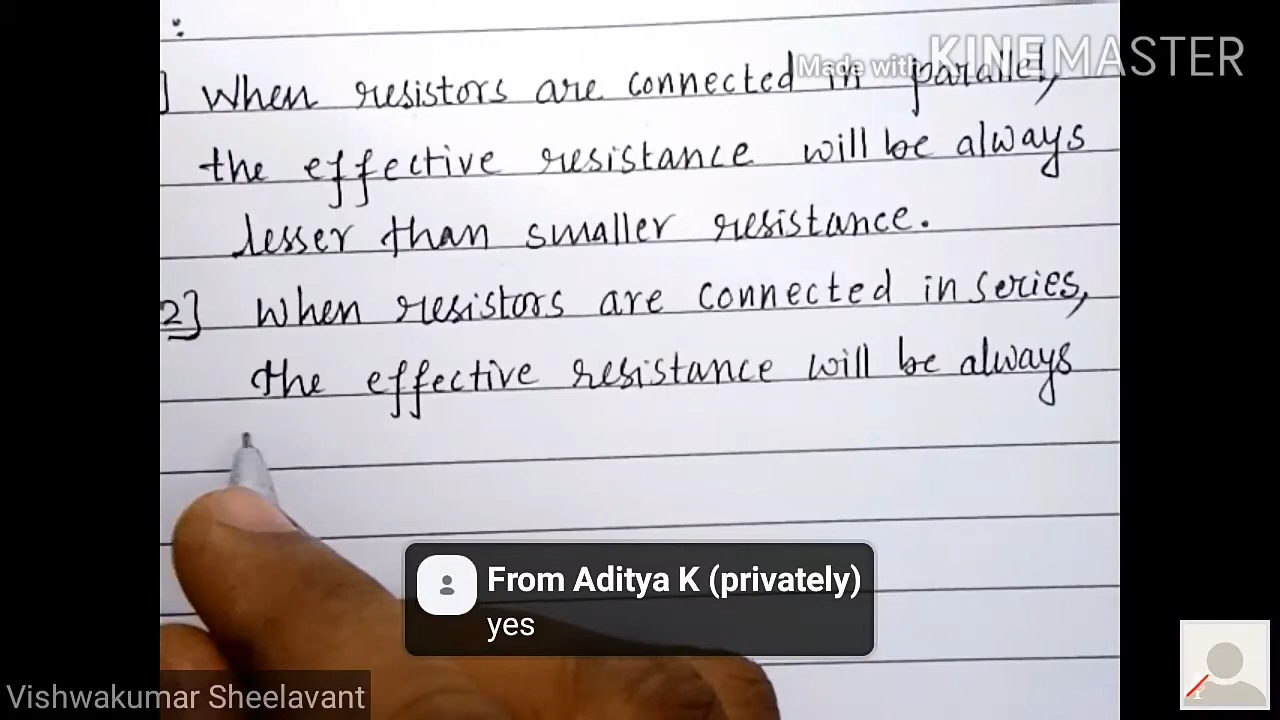 :
] When resistors are connected in parallel,
Made with KINEMASTER
the effective resistance will be always
lesser than smaller resistance.
2] When resistors are connected in series,
the effective resistance will be always
From Aditya K (privately)
yes
Vishwakumar Sheelavant